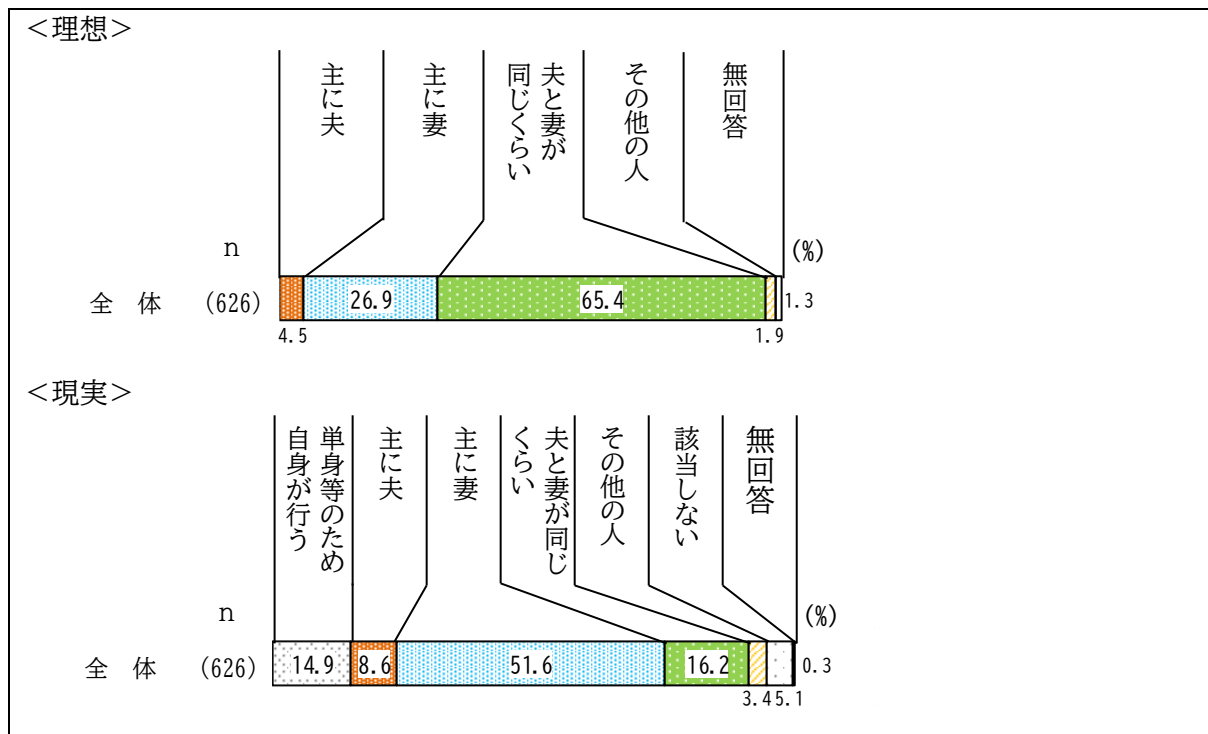 ＜理想＞
主に夫
主に妻
夫と妻が
同じくらい
その他の人
無回答
n
(%)
全 体 (626)
26.9
65.4
1.3
4.5
1.9
＜現実＞
単身等のため
自身が行う
主に夫
主に妻
夫と妻が同じ
くらい
その他の人
該当しない
無回答
n
(%)
全 体 (626)
14.9
8.6
51.6
16.2
0.3
3.4
5.1